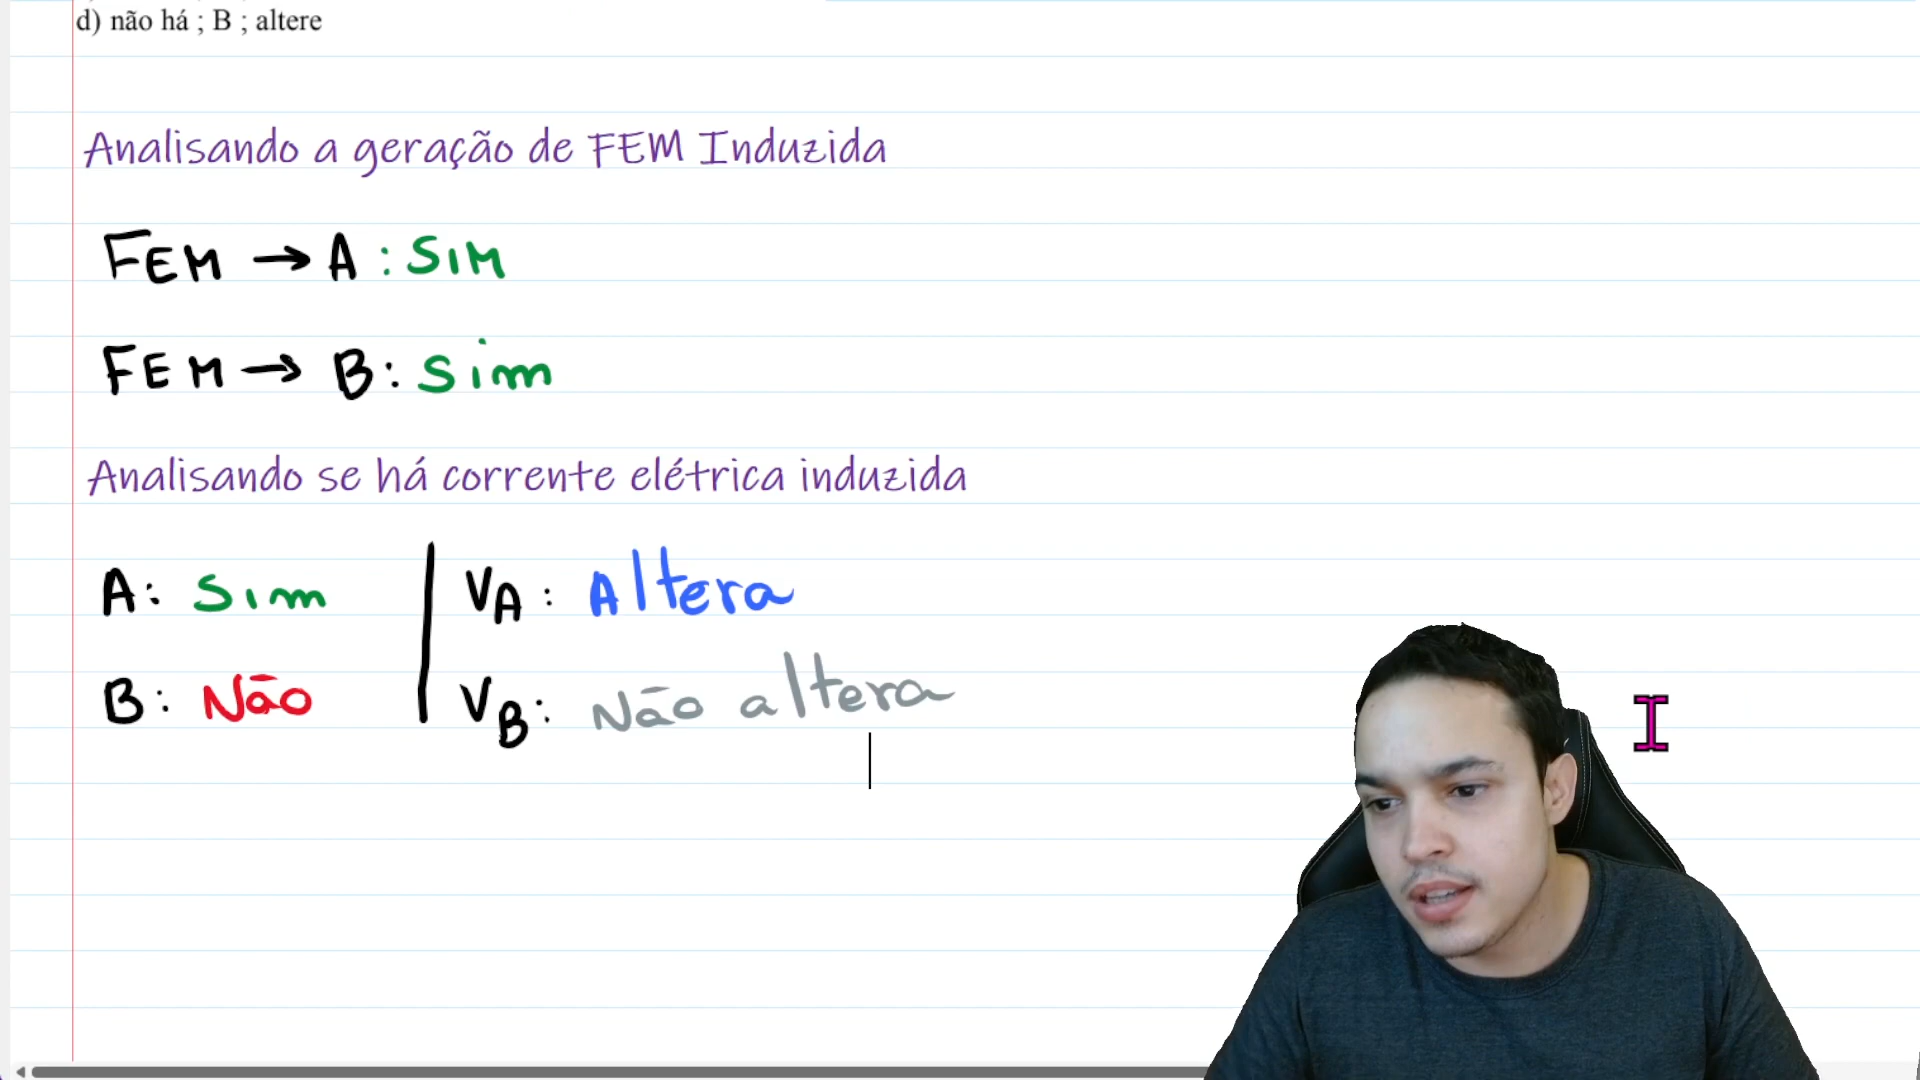 d) não há ; B ; altere
Analisando a geração de FEM Induzida
FEM → A : SIM
FEM → B : Sim
Analisando se há corrente elétrica induzida
A : Sim | VA : Altera
B : Não | VB : Não altera